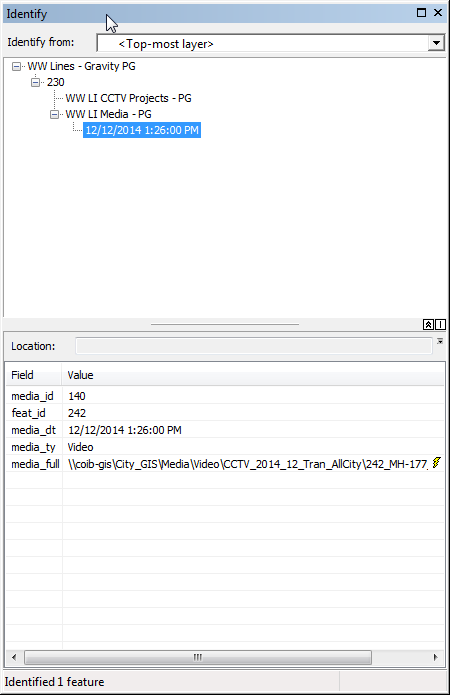 Identify
Identify from: <Top-most layer>
WW Lines - Gravity PG
230
WW LI CCTV Projects - PG
WW LI Media - PG
12/12/2014 1:26:00 PM
Location:
Field Value
media_id 140
feat_id 242
media_dt 12/12/2014 1:26:00 PM
media_ty Video
media_full \\coib-gis\City_GIS\Media\Video\CCTV_2014_12_Tran_AllCity\242_MH-177_
Identified 1 feature